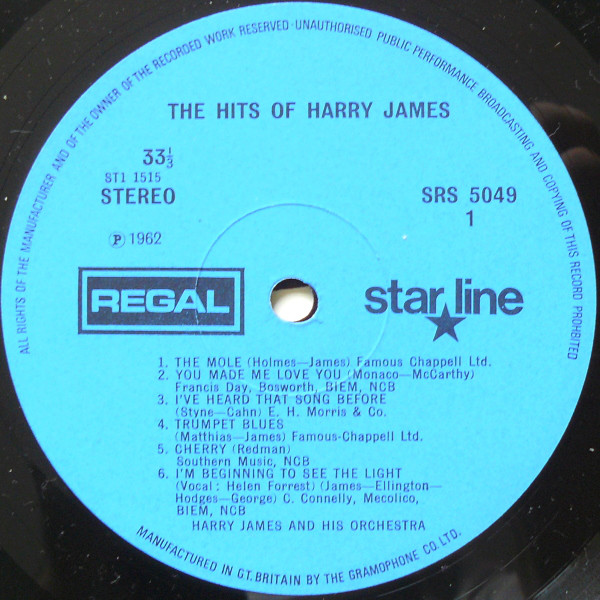 ALL RIGHTS OF THE MANUFACTURER AND OF THE OWNER OF THE RECORDED WORK RESERVED · UNAUTHORISED PUBLIC PERFORMANCE BROADCASTING AND COPYING OF THIS RECORD PROHIBITED
THE HITS OF HARRY JAMES
33⅓
ST1 1515
STEREO
SRS 5049
1
Ⓟ 1962
REGAL
star line
1. THE MOLE (Holmes—James) Famous Chappell Ltd.
2. YOU MADE ME LOVE YOU (Monaco—McCarthy)
Francis Day, Bosworth, BIEM, NCB
3. I'VE HEARD THAT SONG BEFORE
(Styne—Cahn) E. H. Morris & Co.
4. TRUMPET BLUES
(Matthias—James) Famous-Chappell Ltd.
5. CHERRY (Redman)
Southern Music, NCB
6. I'M BEGINNING TO SEE THE LIGHT
(Vocal: Helen Forrest) (James—Ellington—
Hodges—George) C. Connelly, Mecolico,
BIEM, NCB
HARRY JAMES AND HIS ORCHESTRA
MANUFACTURED IN GT. BRITAIN BY THE GRAMOPHONE CO. LTD.